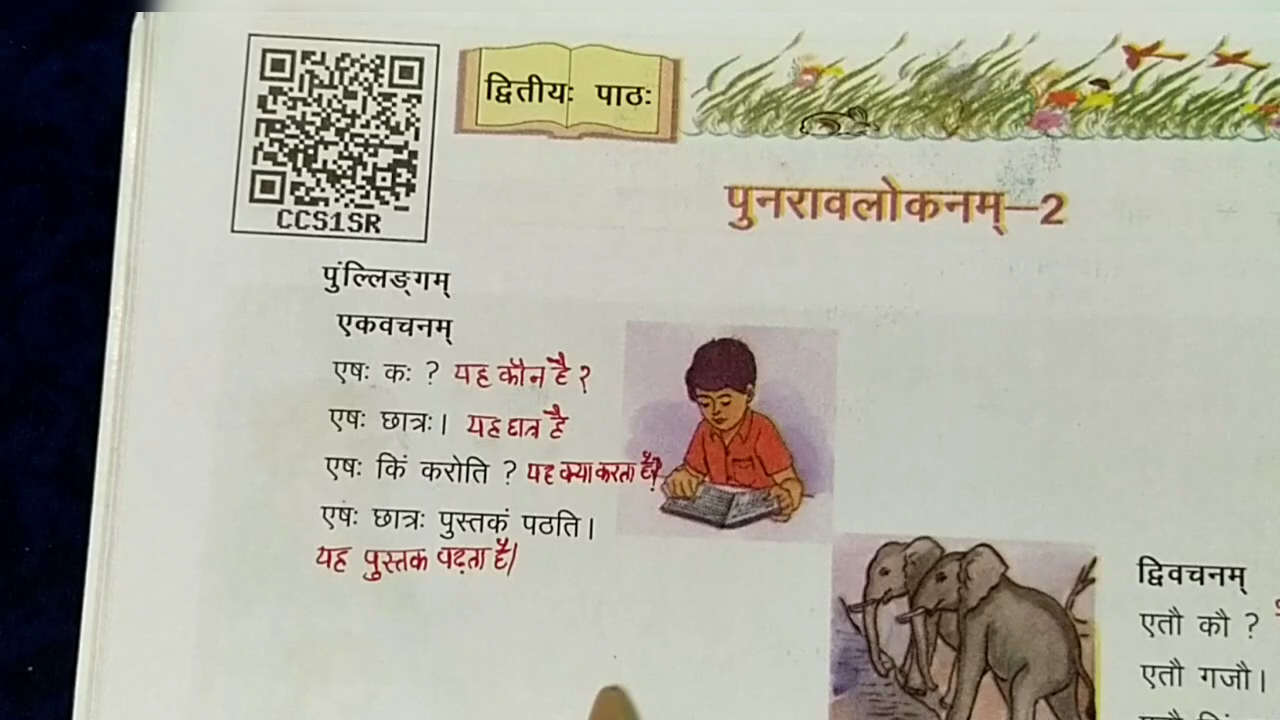 द्वितीयः पाठः
CCS1SR
पुनरावलोकनम्—2
पुंल्लिङ्गम्
एकवचनम्
एषः कः ? यह कौन है ?
एषः छात्रः। यह छात्र है
एषः किं करोति ? यह क्या करता है?
एषः छात्रः पुस्तकं पठति।
यह पुस्तक पढ़ता है।
द्विवचनम्
एतौ कौ ?
एतौ गजौ।